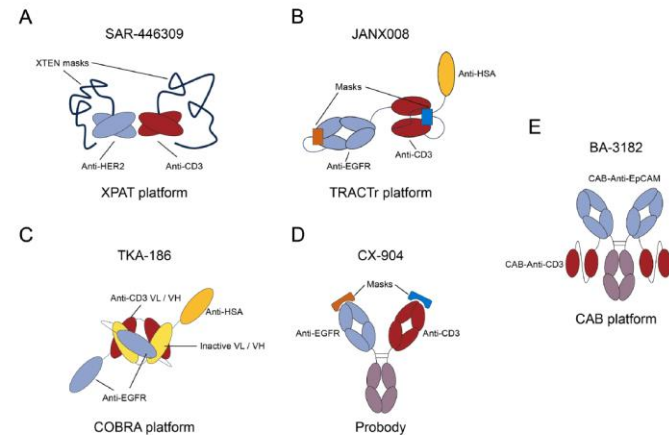 A
SAR-446309
XTEN masks
Anti-HER2
Anti-CD3
XPAT platform
B
JANX008
Anti-HSA
Masks
Anti-EGFR
Anti-CD3
TRACTr platform
C
TKA-186
Anti-CD3 VL / VH
Anti-HSA
Inactive VL / VH
Anti-EGFR
COBRA platform
D
CX-904
Masks
Anti-EGFR
Anti-CD3
Probody
E
BA-3182
CAB-Anti-EpCAM
CAB-Anti-CD3
CAB platform